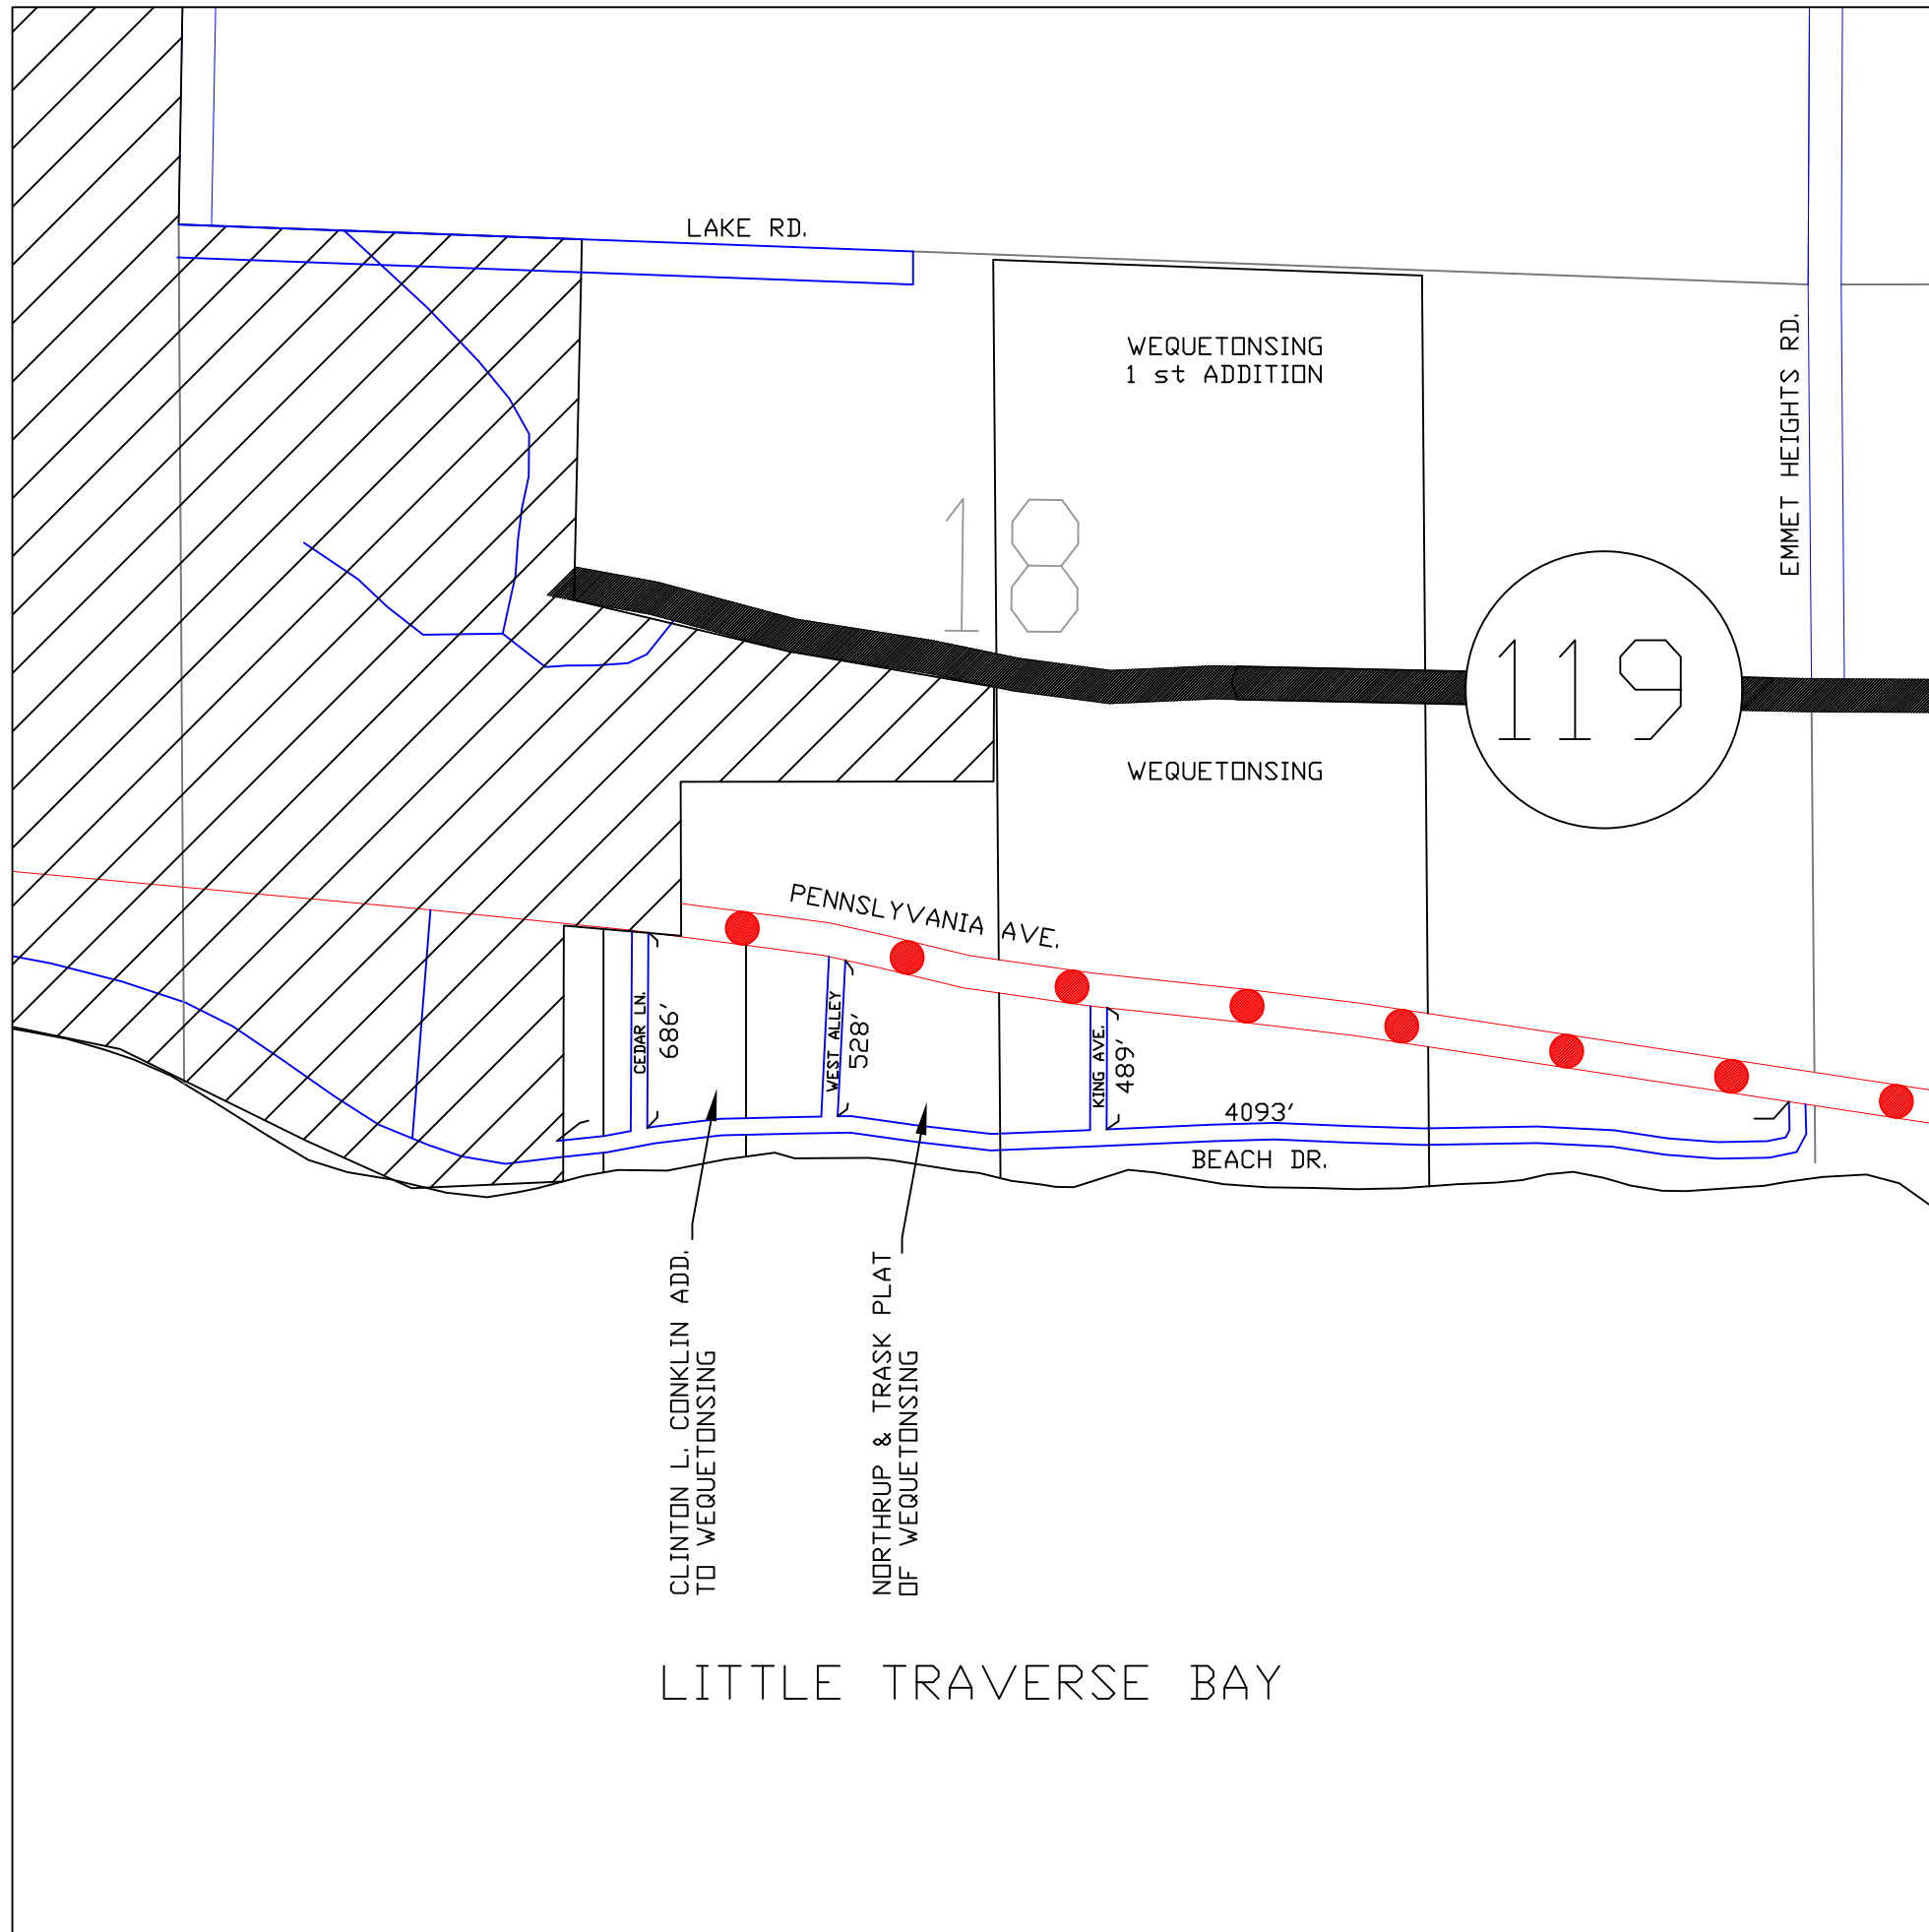 LAKE RD.
WEQUETONSING
1 st ADDITION
EMMET HEIGHTS RD.
18
119
WEQUETONSING
PENNSLYVANIA AVE.
CEDAR LN.
686'
WEST ALLEY
528'
KING AVE.
489'
4093'
BEACH DR.
CLINTON L. CONKLIN ADD.
TO WEQUETONSING
NORTHRUP & TRASK PLAT
OF WEQUETONSING
LITTLE TRAVERSE BAY